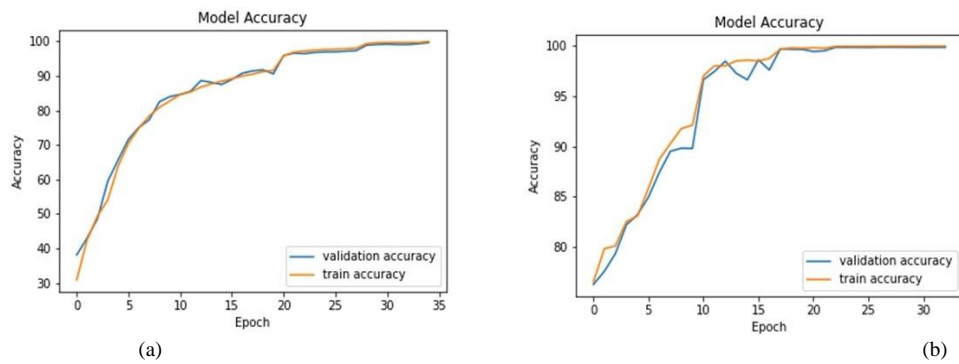 Model Accuracy
100
90
80
70
60
50
40
30
Accuracy
0 5 10 15 20 25 30 35
Epoch
validation accuracy
train accuracy
(a)
Model Accuracy
100
95
90
85
80
Accuracy
0 5 10 15 20 25 30
Epoch
validation accuracy
train accuracy
(b)